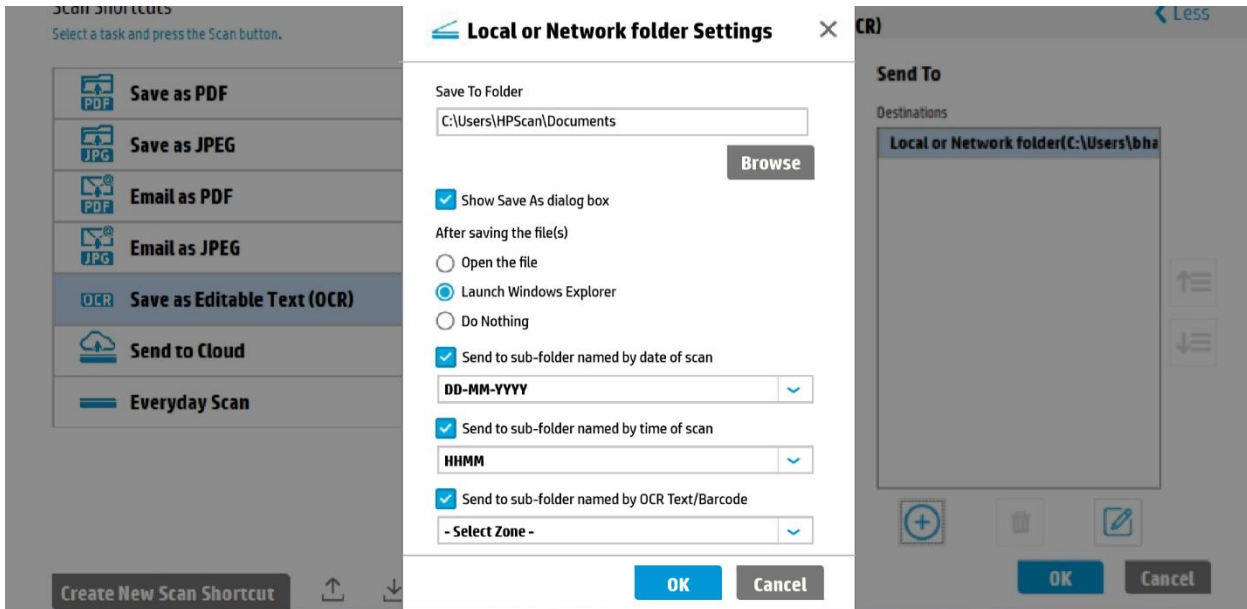 Scan Shortcuts
Select a task and press the Scan button.
PDF
Save as PDF
JPG
Save as JPEG
PDF
Email as PDF
JPG
Email as JPEG
OCR
Save as Editable Text (OCR)
Send to Cloud
Everyday Scan
Create New Scan Shortcut
Local or Network folder Settings
Save To Folder
C:\Users\HPScan\Documents
Browse
Show Save As dialog box
After saving the file(s)
Open the file
Launch Windows Explorer
Do Nothing
Send to sub-folder named by date of scan
DD-MM-YYYY
Send to sub-folder named by time of scan
HHMM
Send to sub-folder named by OCR Text/Barcode
- Select Zone -
OK
Cancel
Less
CR)
Send To
Destinations
Local or Network folder(C:\Users\bha
OK
Cancel